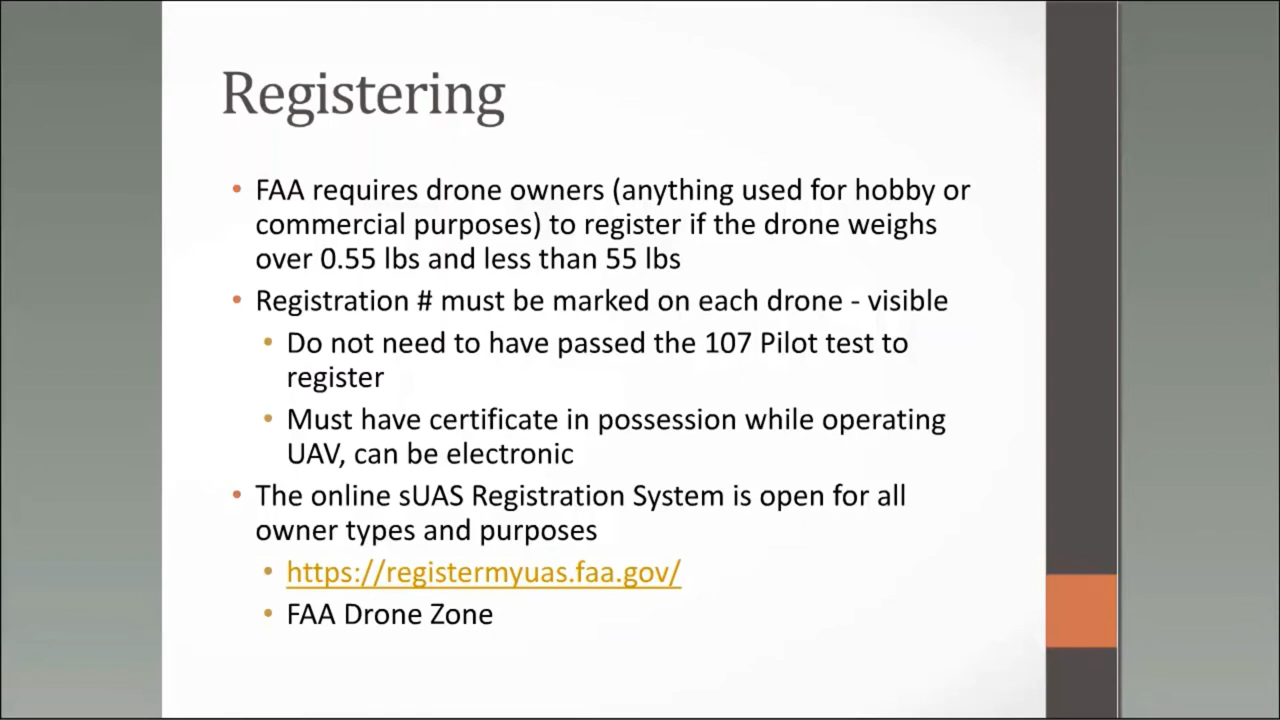 Registering
• FAA requires drone owners (anything used for hobby or
commercial purposes) to register if the drone weighs
over 0.55 lbs and less than 55 lbs
• Registration # must be marked on each drone - visible
• Do not need to have passed the 107 Pilot test to
register
• Must have certificate in possession while operating
UAV, can be electronic
• The online sUAS Registration System is open for all
owner types and purposes
• https://registermyuas.faa.gov/
• FAA Drone Zone